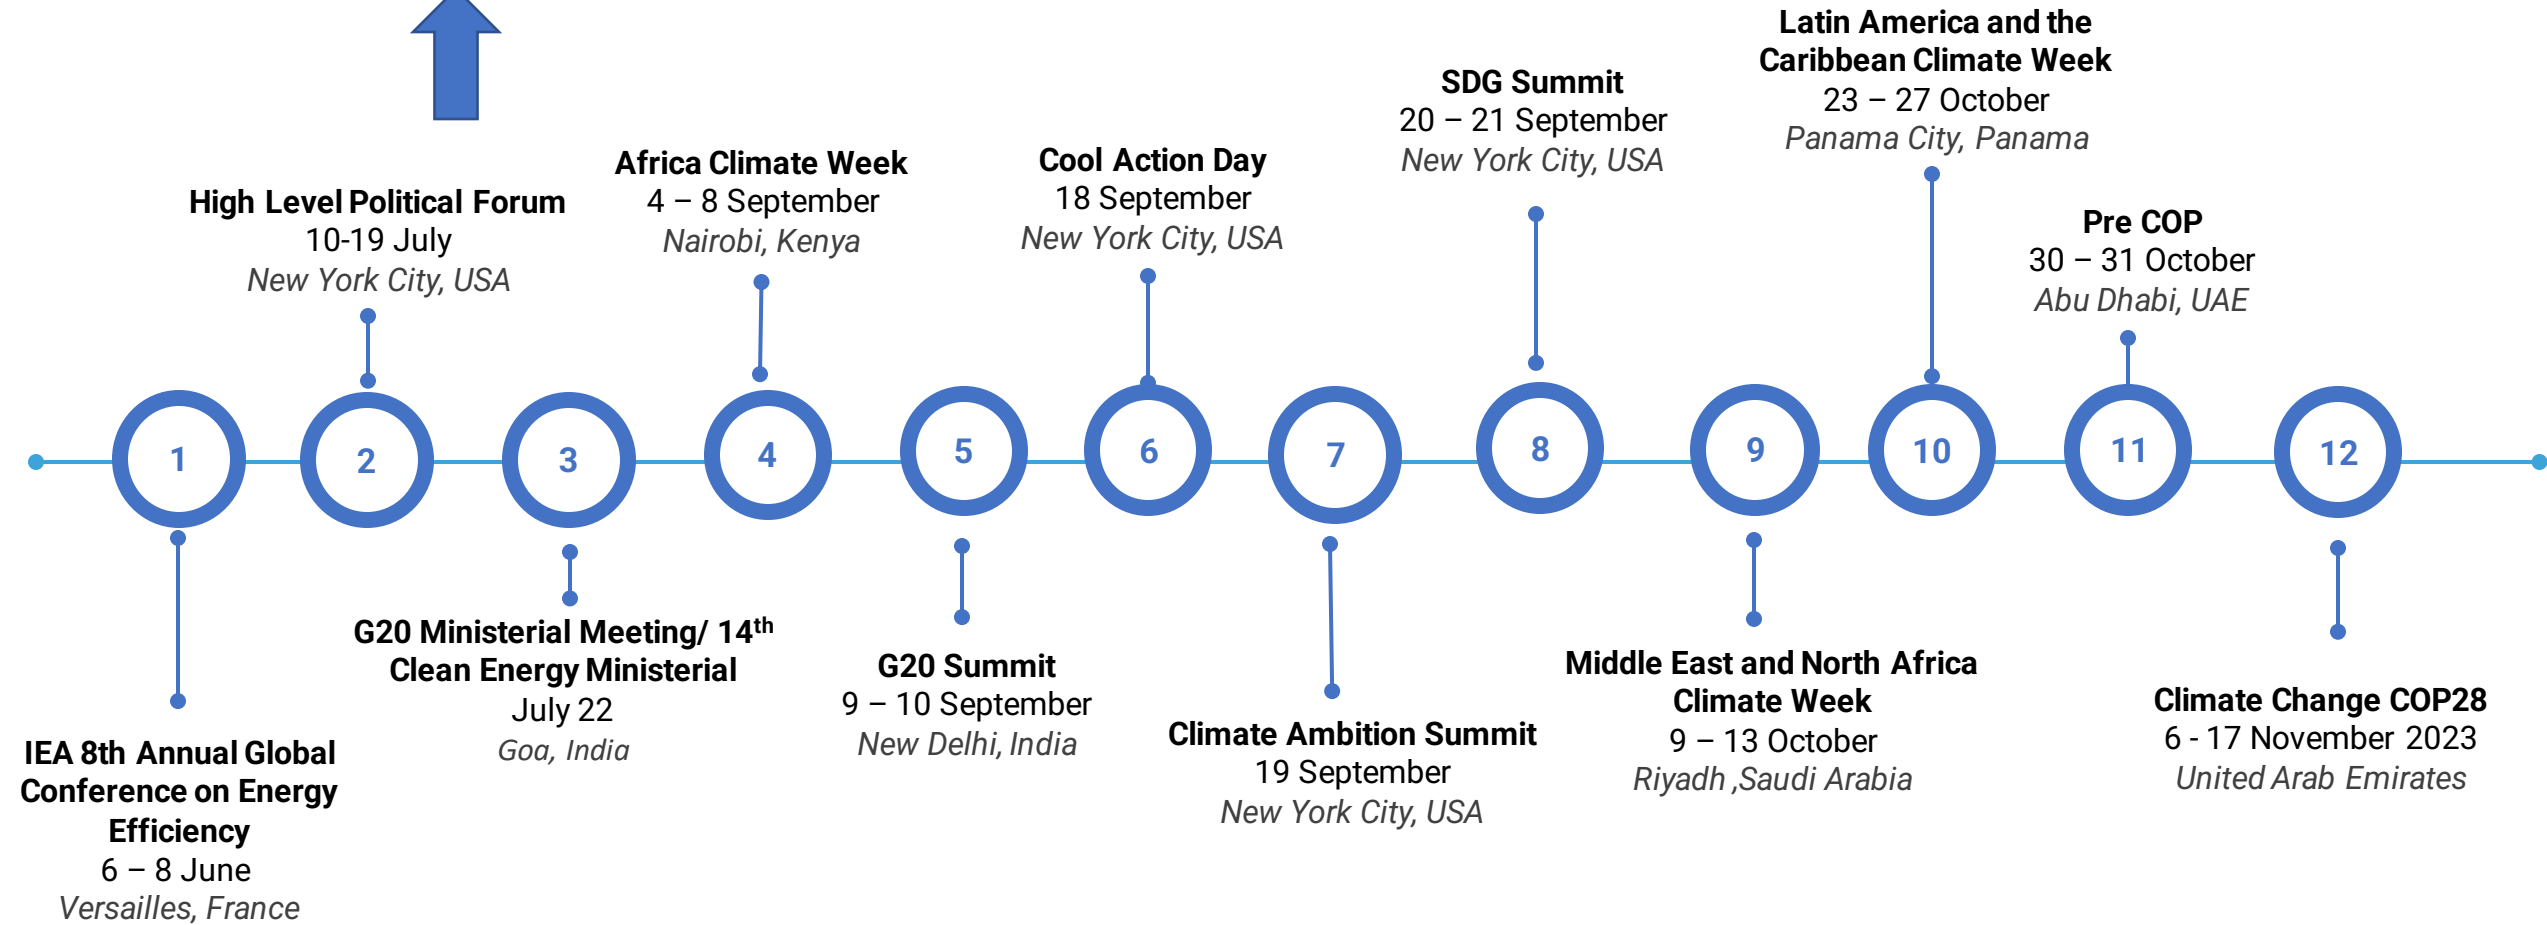 High Level Political Forum
10-19 July
New York City, USA
Africa Climate Week
4 – 8 September
Nairobi, Kenya
Cool Action Day
18 September
New York City, USA
SDG Summit
20 – 21 September
New York City, USA
Latin America and the
Caribbean Climate Week
23 – 27 October
Panama City, Panama
Pre COP
30 – 31 October
Abu Dhabi, UAE
1
2
3
4
5
6
7
8
9
10
11
12
IEA 8th Annual Global
Conference on Energy
Efficiency
6 – 8 June
Versailles, France
G20 Ministerial Meeting/ 14th
Clean Energy Ministerial
July 22
Goa, India
G20 Summit
9 – 10 September
New Delhi, India
Climate Ambition Summit
19 September
New York City, USA
Middle East and North Africa
Climate Week
9 – 13 October
Riyadh ,Saudi Arabia
Climate Change COP28
6 - 17 November 2023
United Arab Emirates